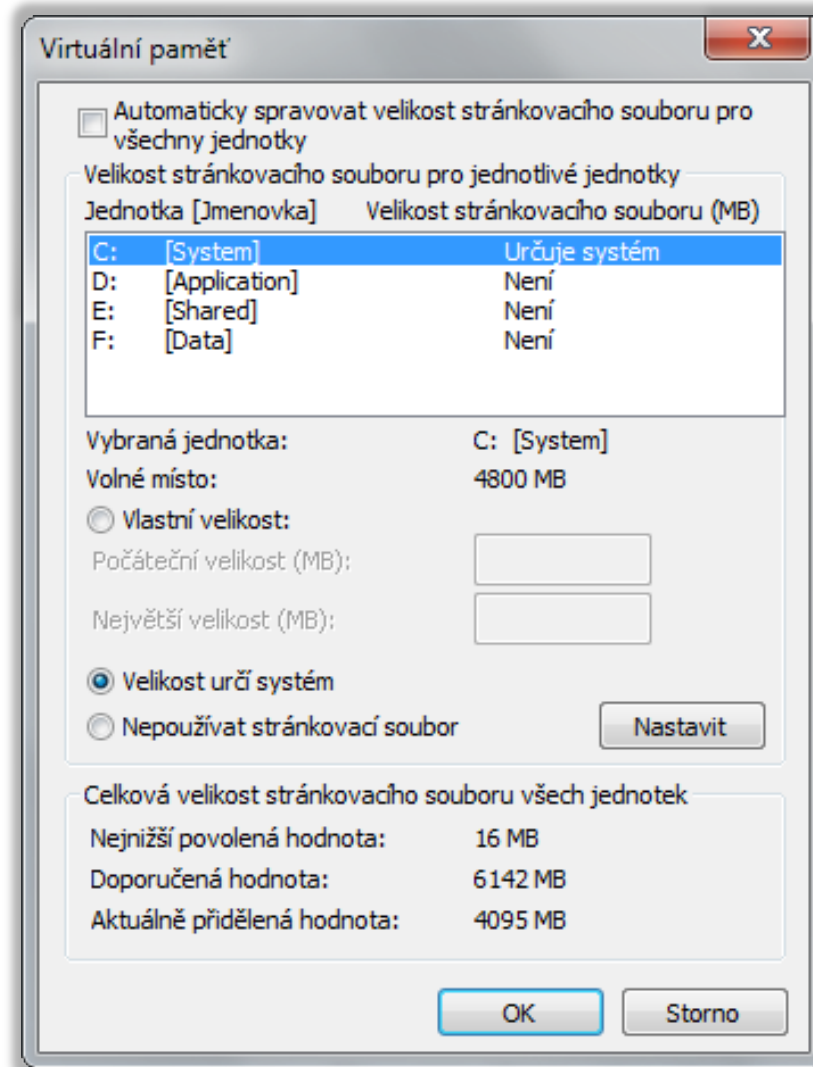 Virtuální paměť
Automaticky spravovat velikost stránkovacího souboru pro
všechny jednotky
Velikost stránkovacího souboru pro jednotlivé jednotky
Jednotka [Jmenovka] Velikost stránkovacího souboru (MB)
C: [System] Určuje systém
D: [Application] Není
E: [Shared] Není
F: [Data] Není
Vybraná jednotka: C: [System]
Volné místo: 4800 MB
Vlastní velikost:
Počáteční velikost (MB):
Největší velikost (MB):
Velikost určí systém
Nepoužívat stránkovací soubor Nastavit
Celková velikost stránkovacího souboru všech jednotek
Nejnižší povolená hodnota: 16 MB
Doporučená hodnota: 6142 MB
Aktuálně přidělená hodnota: 4095 MB
OK Storno